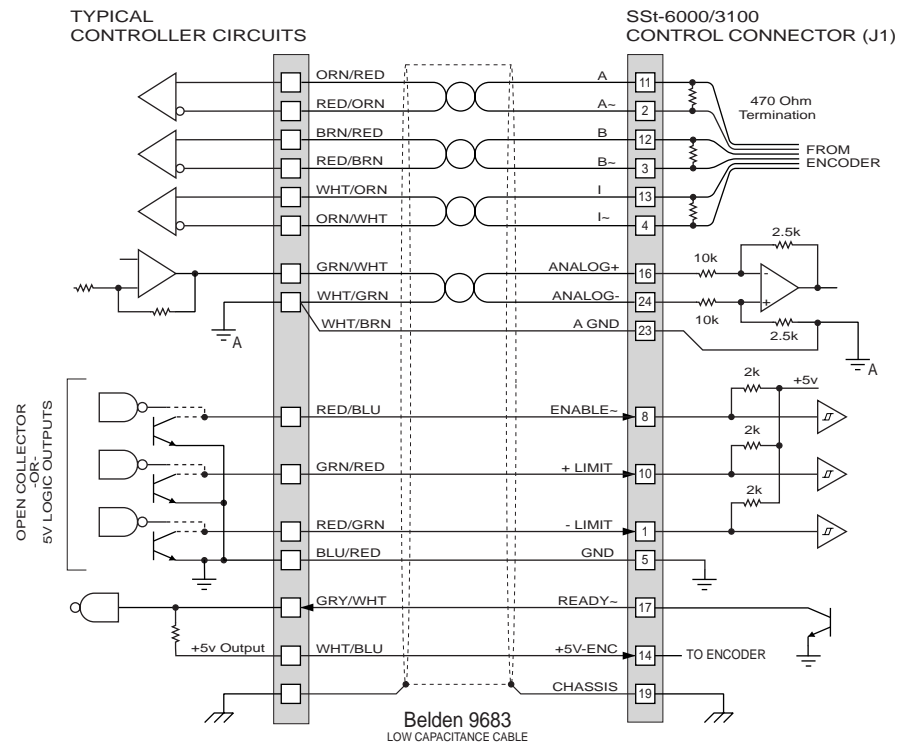 TYPICAL
CONTROLLER CIRCUITS
SSt-6000/3100
CONTROL CONNECTOR (J1)
ORN/RED
A
11
RED/ORN
A~
2
470 Ohm
Termination
BRN/RED
B
12
RED/BRN
B~
3
FROM
ENCODER
WHT/ORN
I
13
ORN/WHT
I~
4
GRN/WHT
ANALOG+
16
10k
2.5k
-
WHT/GRN
ANALOG-
24
10k
+
2.5k
WHT/BRN
A GND
23
A
A
OPEN COLLECTOR
-OR-
5V LOGIC OUTPUTS
2k
+5v
RED/BLU
ENABLE~
8
2k
GRN/RED
+ LIMIT
10
2k
RED/GRN
- LIMIT
1
BLU/RED
GND
5
GRY/WHT
READY~
17
+5v Output
WHT/BLU
+5V-ENC
14
TO ENCODER
CHASSIS
19
Belden 9683
LOW CAPACITANCE CABLE